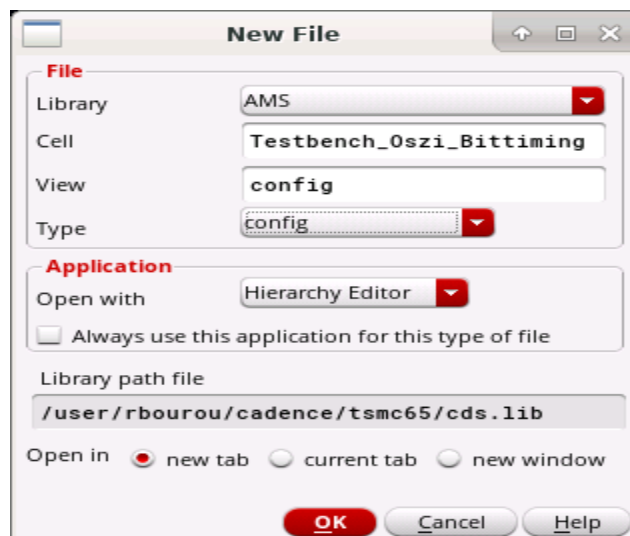 New File
File
Library AMS
Cell Testbench_Oszi_Bittiming
View config
Type config
Application
Open with Hierarchy Editor
Always use this application for this type of file
Library path file
/user/rbourou/cadence/tsmc65/cds.lib
Open in new tab current tab new window
OK Cancel Help